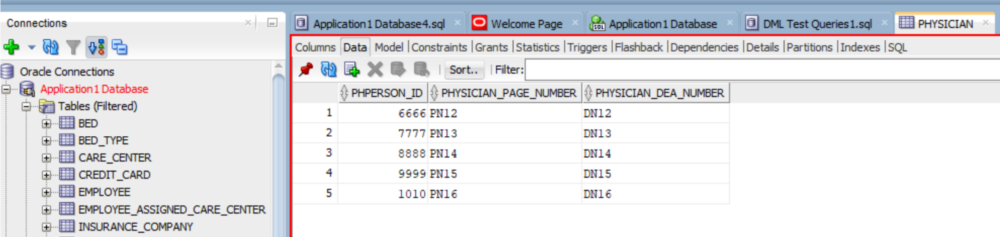 Connections
Application1 Database4.sql Welcome Page Application1 Database DML Test Queries1.sql PHYSICIAN
Columns Data Model |Constraints |Grants |Statistics |Triggers |Flashback |Dependencies |Details |Partitions |Indexes |SQL
Sort.. |Filter:
Oracle Connections
Application1 Database
Tables (Filtered)
BED
BED_TYPE
CARE_CENTER
CREDIT_CARD
EMPLOYEE
EMPLOYEE_ASSIGNED_CARE_CENTER
INSURANCE_COMPANY
PHPERSON_ID PHYSICIAN_PAGE_NUMBER PHYSICIAN_DEA_NUMBER
1 6666 PN12 DN12
2 7777 PN13 DN13
3 8888 PN14 DN14
4 9999 PN15 DN15
5 1010 PN16 DN16